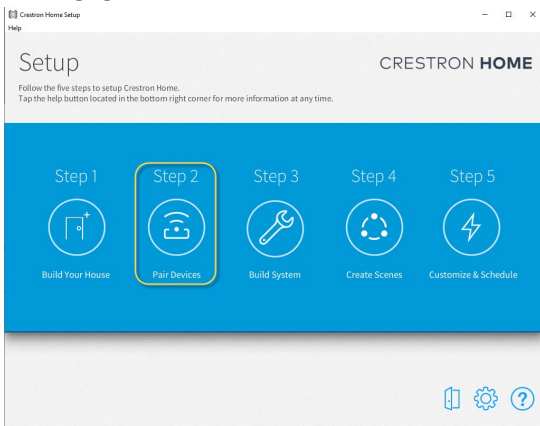 Crestron Home Setup
Help
Setup
CRESTRON HOME
Follow the five steps to setup Crestron Home.
Tap the help button located in the bottom right corner for more information at any time.
Step 1
Step 2
Step 3
Step 4
Step 5
Build Your House
Pair Devices
Build System
Create Scenes
Customize & Schedule
?